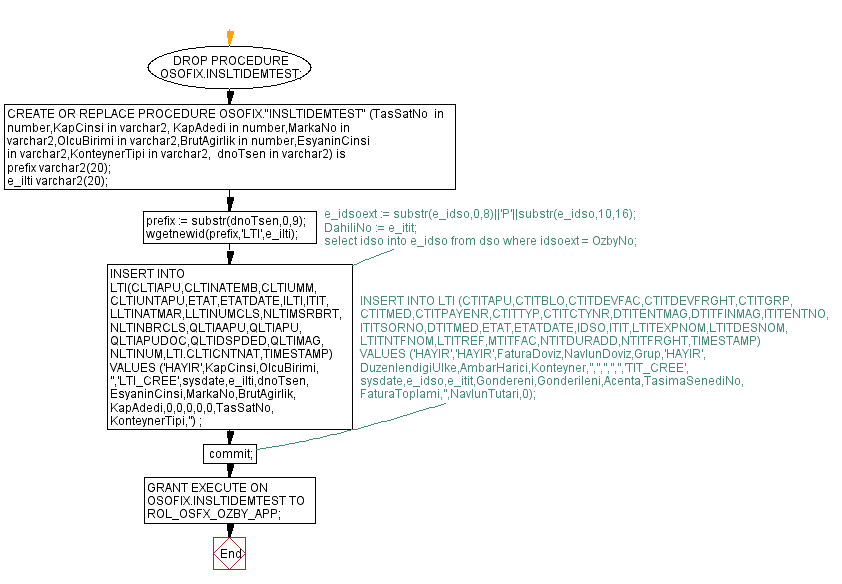 DROP PROCEDURE
OSOFIX.INSLTIDEMTEST;
CREATE OR REPLACE PROCEDURE OSOFIX."INSLTIDEMTEST" (TasSatNo  in
number,KapCinsi in varchar2, KapAdedi in number,MarkaNo in
varchar2,OlcuBirimi in varchar2,BrutAgirlik in number,EsyaninCinsi
in varchar2,KonteynerTipi in varchar2,  dnoTsen in varchar2) is
prefix varchar2(20);
e_ilti varchar2(20);
prefix := substr(dnoTsen,0,9);
wgetnewid(prefix,'LTI',e_ilti);
e_idsoext := substr(e_idso,0,8)||'P'||substr(e_idso,10,16);
DahiliNo := e_itit;
select idso into e_idso from dso where idsoext = OzbyNo;
INSERT INTO
LTI(CLTIAPU,CLTINATEMB,CLTIUMM,
CLTIUNTAPU,ETAT,ETATDATE,ILTI,ITIT,
LLTINATMAR,LLTINUMCLS,NLTIMSRBRT,
NLTINBRCLS,QLTIAAPU,QLTIAPU,
QLTIAPUDOC,QLTIDSPDED,QLTIMAG,
NLTINUM,LTI.CLTICNTNAT,TIMESTAMP)
VALUES ('HAYIR',KapCinsi,OlcuBirimi,
'','LTI_CREE',sysdate,e_ilti,dnoTsen,
EsyaninCinsi,MarkaNo,BrutAgirlik,
KapAdedi,0,0,0,0,0,TasSatNo,
KonteynerTipi,'') ;
INSERT INTO LTI (CTITAPU,CTITBLO,CTITDEVFAC,CTITDEVFRGHT,CTITGRP,
CTITMED,CTITPAYENR,CTITTYP,CTITCTYNR,DTITENTMAG,DTITFINMAG,ITITENTNO,
ITITSORNO,DTITMED,ETAT,ETATDATE,IDSO,ITIT,LTITEXPNOM,LTITDESNOM,
LTITNTFNOM,LTITREF,MTITFAC,NTITDURADD,NTITFRGHT,TIMESTAMP)
VALUES ('HAYIR','HAYIR',FaturaDoviz,NavlunDoviz,Grup,'HAYIR',
DuzenlendigiUlke,AmbarHarici,Konteyner,'','','','','','TIT_CREE',
sysdate,e_idso,e_itit,Gondereni,Gonderileni,Acenta,TasimaSenediNo,
FaturaToplami,'',NavlunTutari,0);
commit;
GRANT EXECUTE ON
OSOFIX.INSLTIDEMTEST TO
ROL_OSFX_OZBY_APP;
End